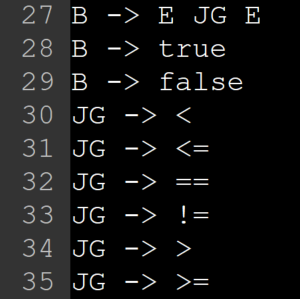 27 B -> E JG E
28 B -> true
29 B -> false
30 JG -> <
31 JG -> <=
32 JG -> ==
33 JG -> !=
34 JG -> >
35 JG -> >=